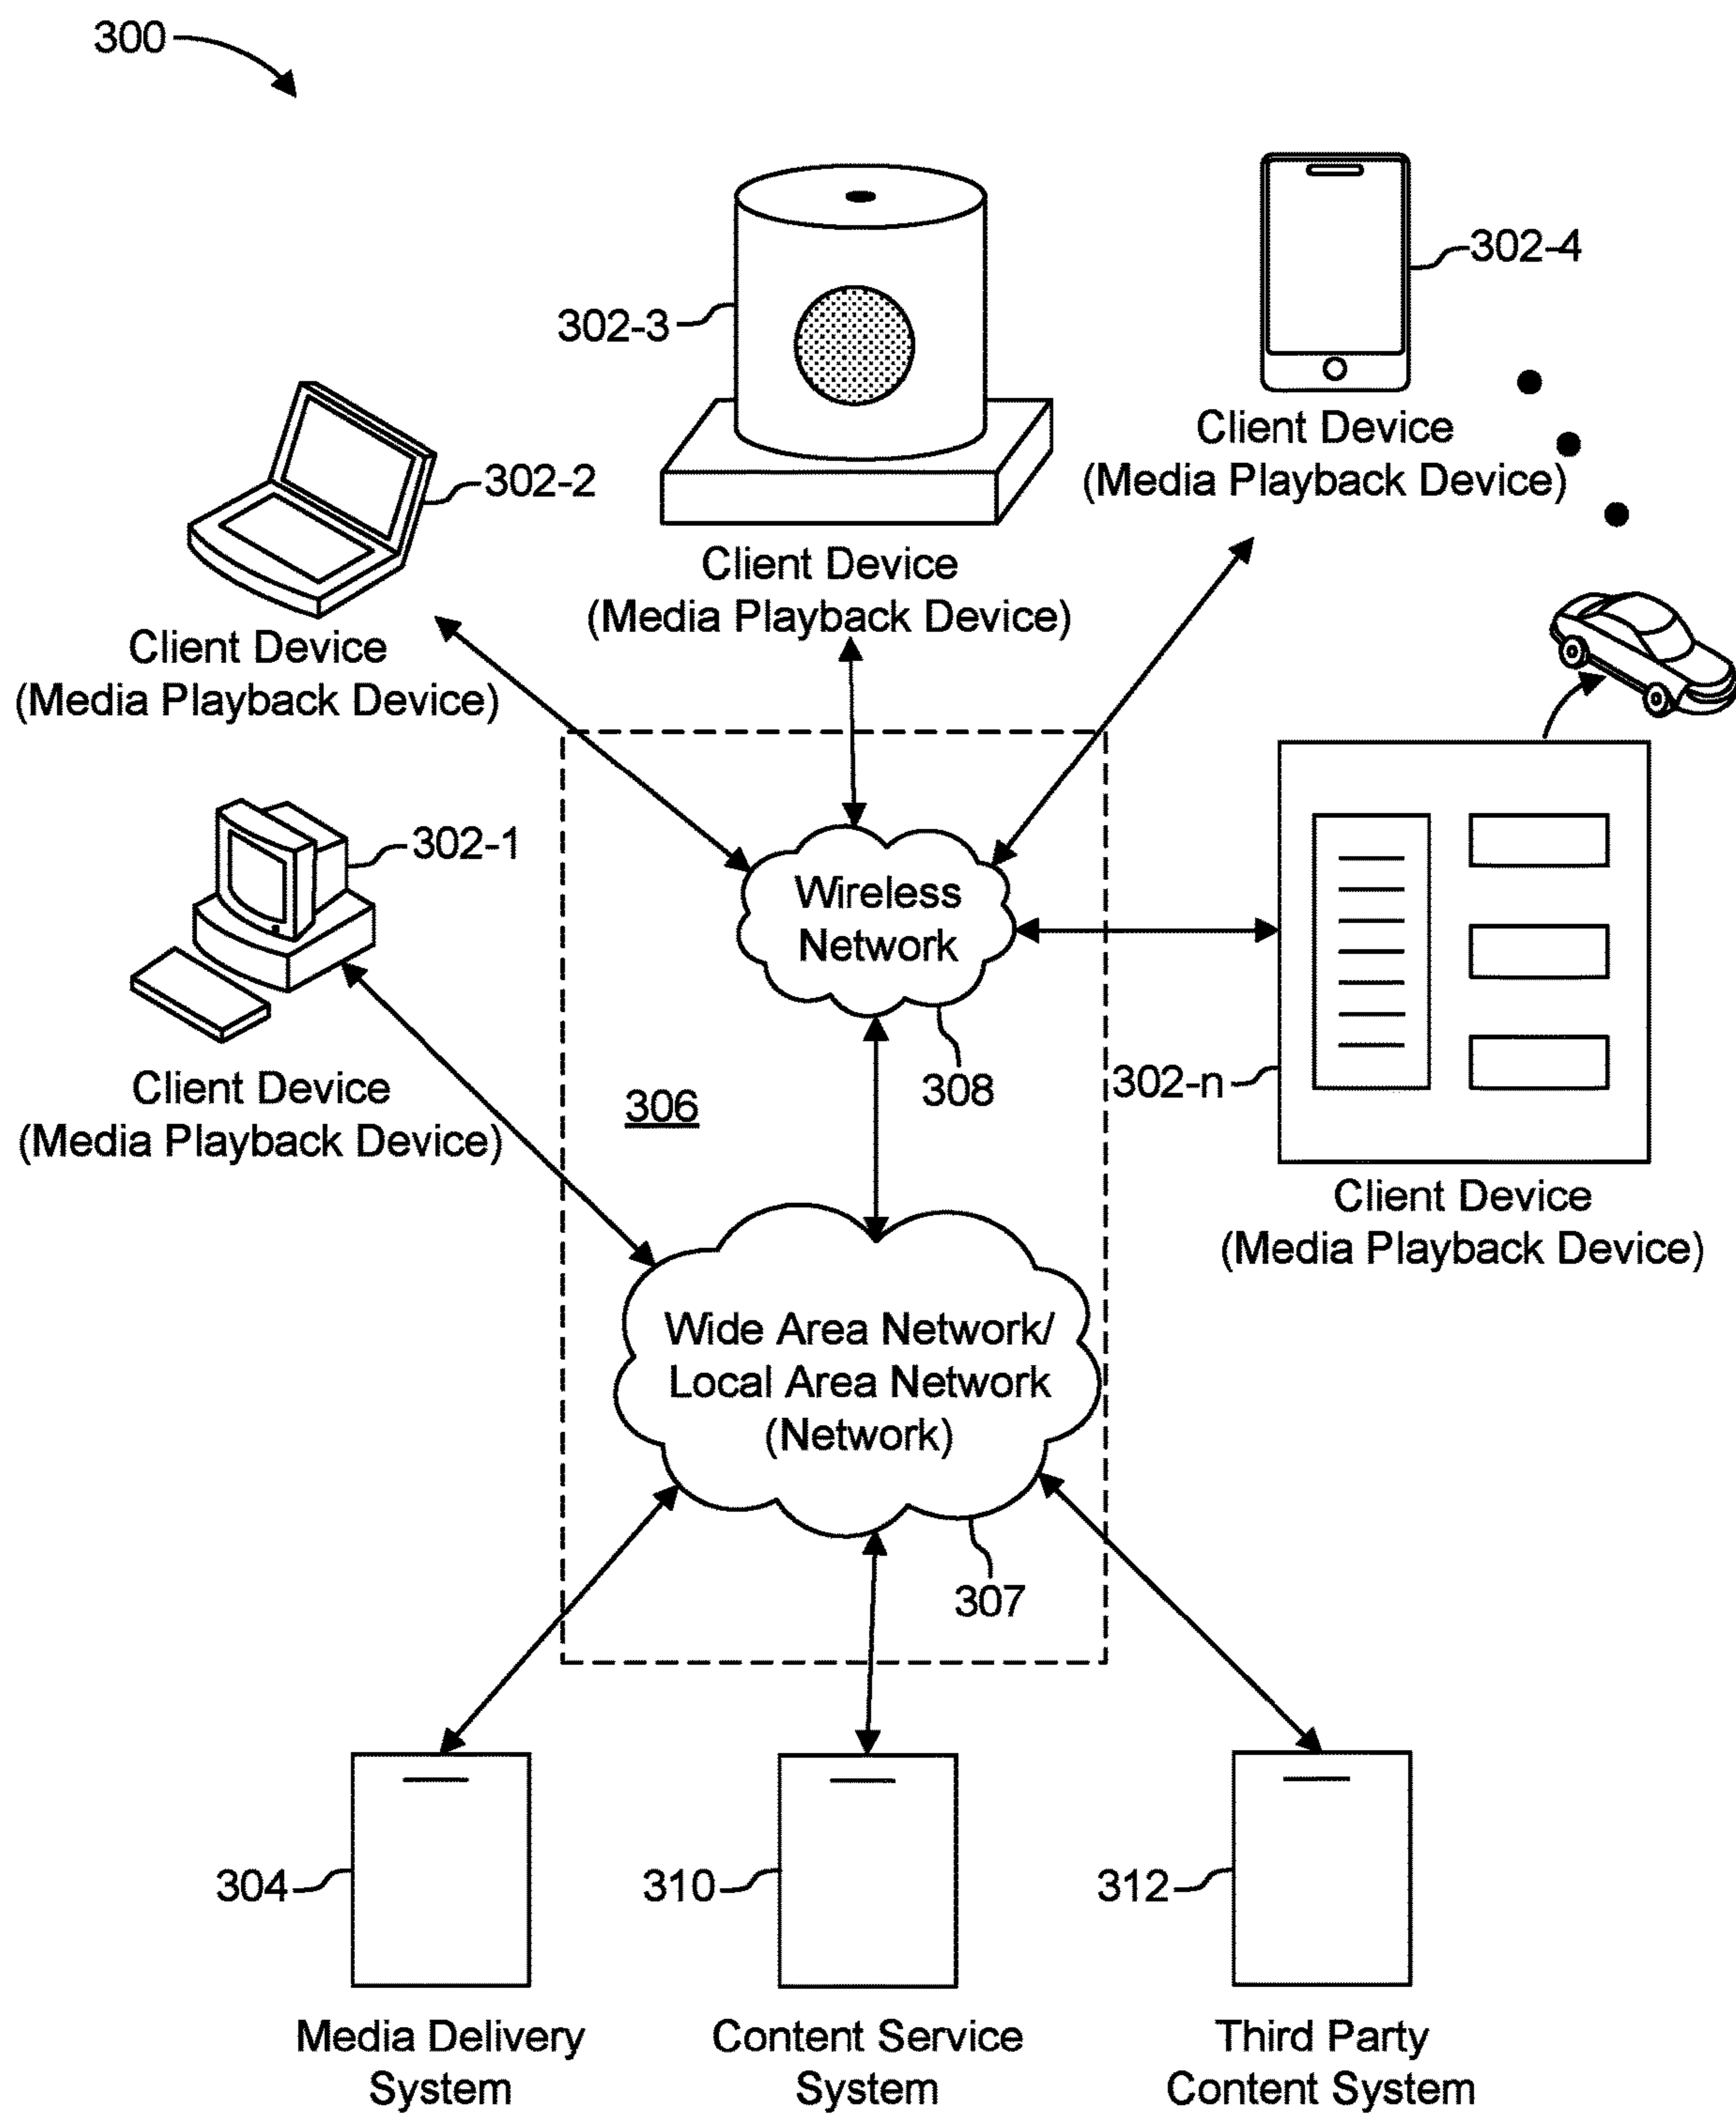 300
302-3
302-4
Client Device
(Media Playback Device)
302-2
Client Device
(Media Playback Device)
Client Device
(Media Playback Device)
302-1
Client Device
(Media Playback Device)
Wireless
Network
308
306
302-n
Client Device
(Media Playback Device)
Wide Area Network/
Local Area Network
(Network)
307
304
310
312
Media Delivery
System
Content Service
System
Third Party
Content System